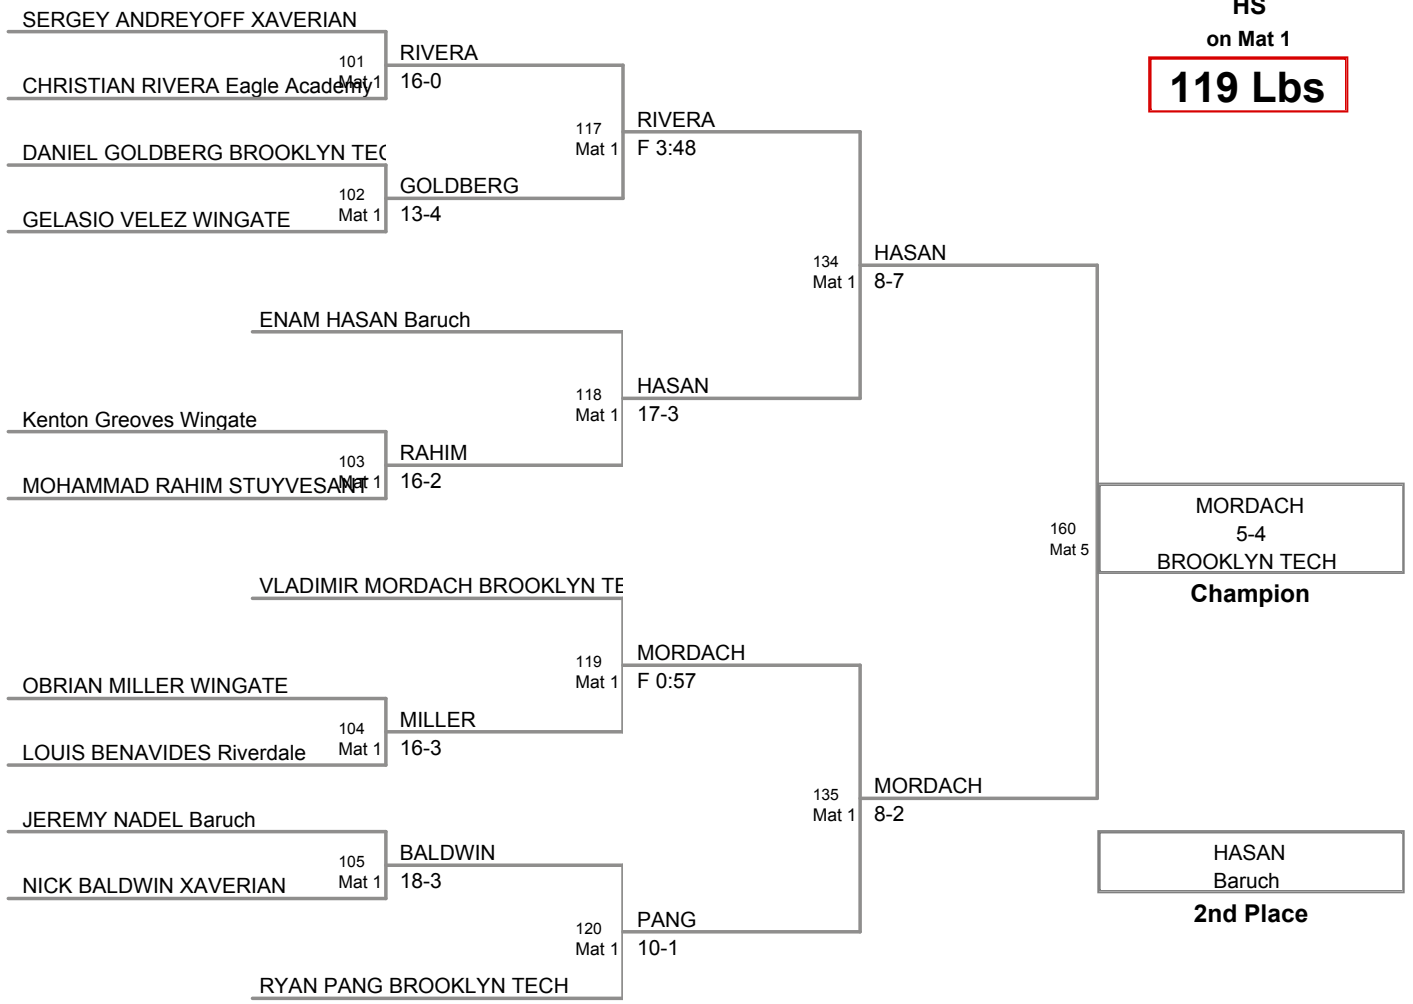 HS
on Mat 1
119 Lbs
SERGEY ANDREYOFF XAVERIAN
101
Mat 1
CHRISTIAN RIVERA Eagle Academy
RIVERA
16-0
DANIEL GOLDBERG BROOKLYN TEC
102
Mat 1
GELASIO VELEZ WINGATE
GOLDBERG
13-4
117
Mat 1
RIVERA
F 3:48
ENAM HASAN Baruch
Kenton Greoves Wingate
103
Mat 1
MOHAMMAD RAHIM STUYVESANT
RAHIM
16-2
118
Mat 1
HASAN
17-3
134
Mat 1
HASAN
8-7
VLADIMIR MORDACH BROOKLYN TE
OBRIAN MILLER WINGATE
104
Mat 1
LOUIS BENAVIDES Riverdale
MILLER
16-3
119
Mat 1
MORDACH
F 0:57
JEREMY NADEL Baruch
105
Mat 1
NICK BALDWIN XAVERIAN
BALDWIN
18-3
RYAN PANG BROOKLYN TECH
120
Mat 1
PANG
10-1
135
Mat 1
MORDACH
8-2
160
Mat 5
MORDACH
5-4
BROOKLYN TECH
Champion
HASAN
Baruch
2nd Place